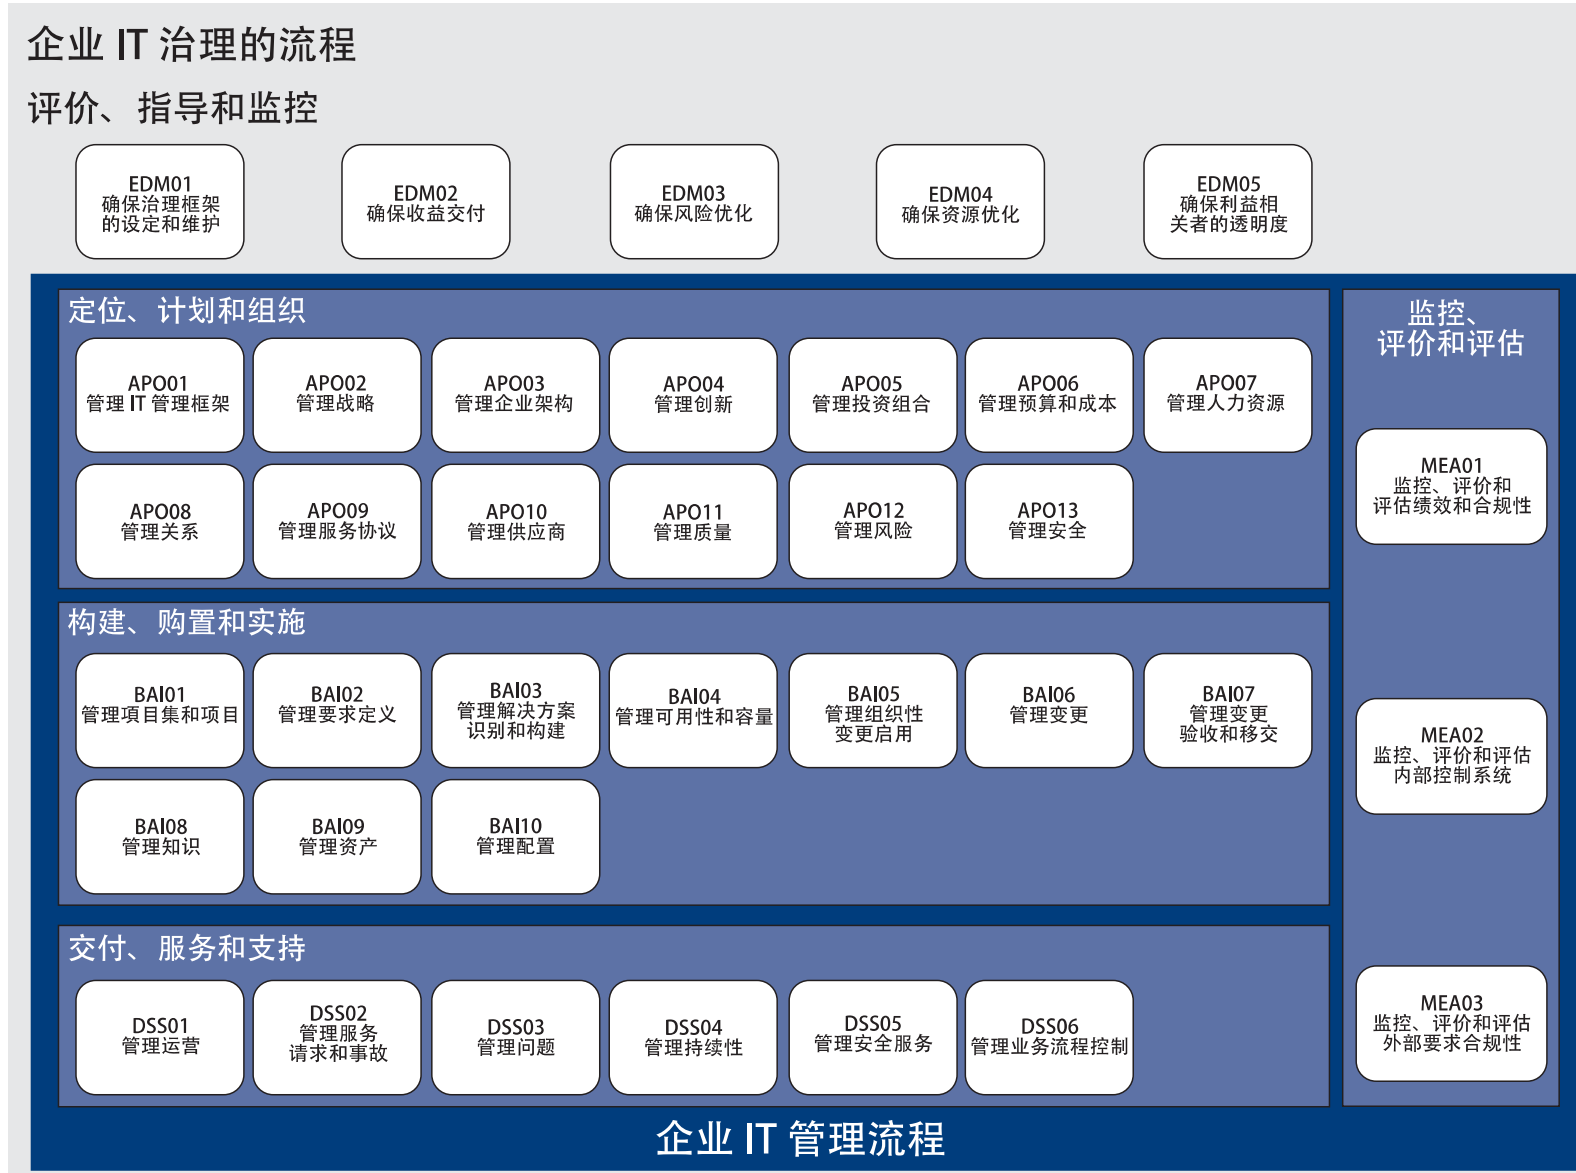 企业 IT 治理的流程
评价、指导和监控
EDM01
确保治理框架
的设定和维护
EDM02
确保收益交付
EDM03
确保风险优化
EDM04
确保资源优化
EDM05
确保利益相
关者的透明度
定位、计划和组织
APO01
管理 IT 管理框架
APO02
管理战略
APO03
管理企业架构
APO04
管理创新
APO05
管理投资组合
APO06
管理预算和成本
APO07
管理人力资源
APO08
管理关系
APO09
管理服务协议
APO10
管理供应商
APO11
管理质量
APO12
管理风险
APO13
管理安全
构建、购置和实施
BAI01
管理項目集和项目
BAI02
管理要求定义
BAI03
管理解决方案
识别和构建
BAI04
管理可用性和容量
BAI05
管理组织性
变更启用
BAI06
管理变更
BAI07
管理变更
验收和移交
BAI08
管理知识
BAI09
管理资产
BAI10
管理配置
交付、服务和支持
DSS01
管理运营
DSS02
管理服务
请求和事故
DSS03
管理问题
DSS04
管理持续性
DSS05
管理安全服务
DSS06
管理业务流程控制
监控、
评价和评估
MEA01
监控、评价和
评估绩效和合规性
MEA02
监控、评价和评估
内部控制系统
MEA03
监控、评价和评估
外部要求合规性
企业 IT 管理流程